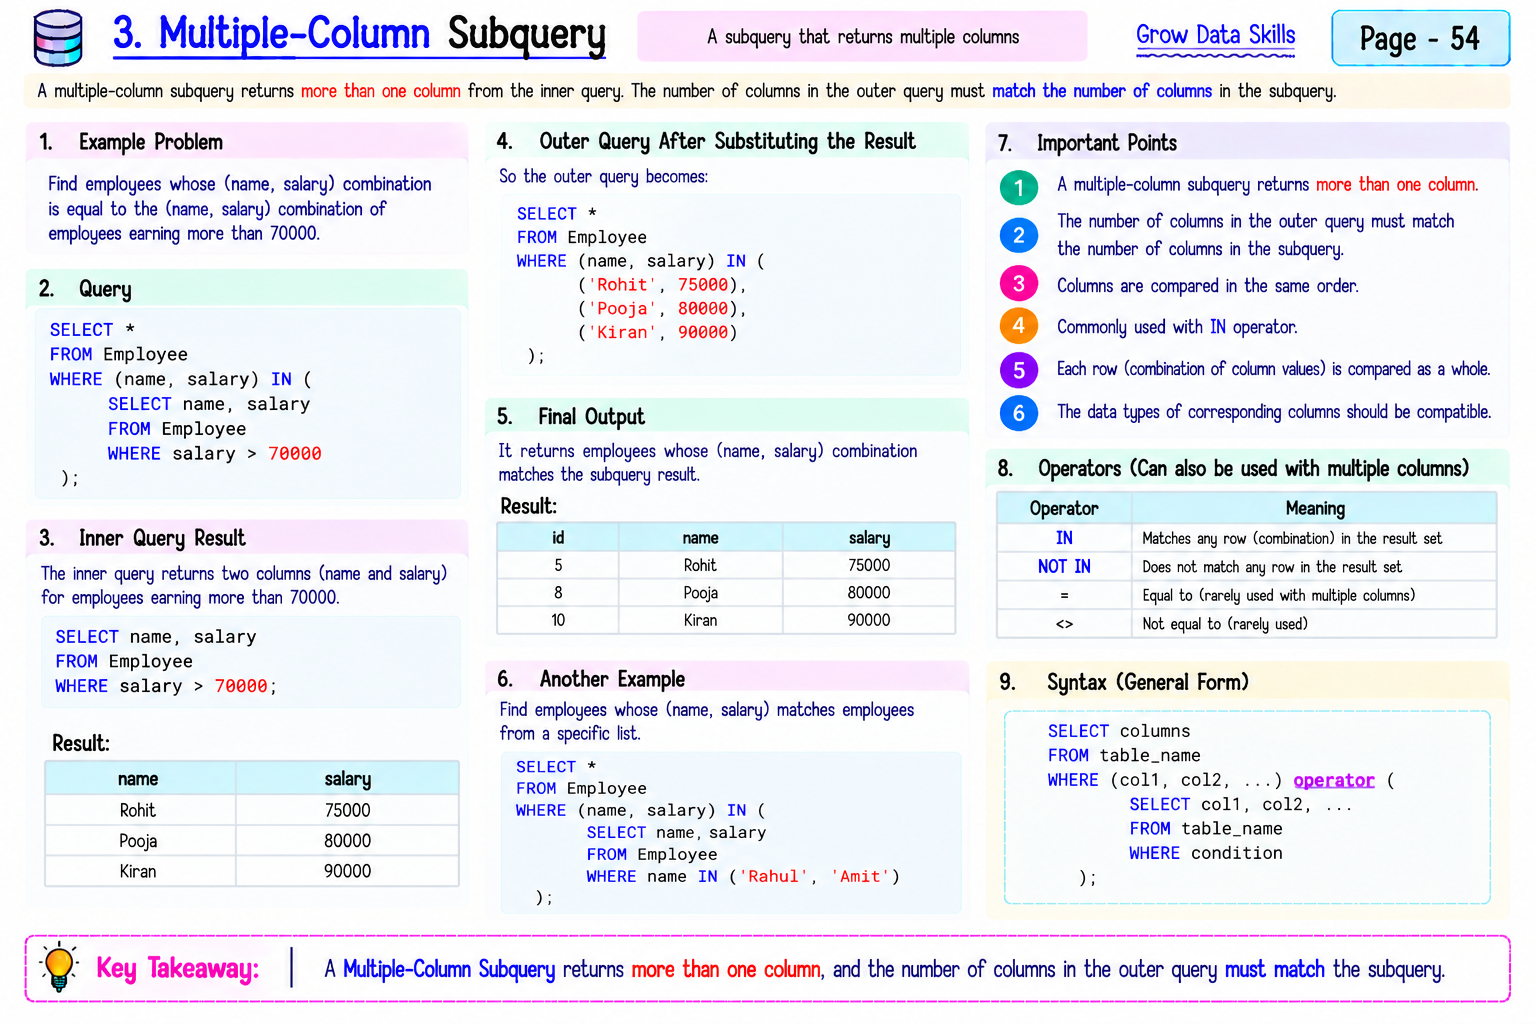 3. Multiple-Column Subquery
A subquery that returns multiple columns
Grow Data Skills
Page - 54
A multiple-column subquery returns more than one column from the inner query. The number of columns in the outer query must match the number of columns in the subquery.
1. Example Problem
Find employees whose (name, salary) combination
is equal to the (name, salary) combination of
employees earning more than 70000.
2. Query
SELECT *
FROM Employee
WHERE (name, salary) IN (
SELECT name, salary
FROM Employee
WHERE salary > 70000
);
3. Inner Query Result
The inner query returns two columns (name and salary)
for employees earning more than 70000.
SELECT name, salary
FROM Employee
WHERE salary > 70000;
Result:
name salary
Rohit 75000
Pooja 80000
Kiran 90000
4. Outer Query After Substituting the Result
So the outer query becomes:
SELECT *
FROM Employee
WHERE (name, salary) IN (
('Rohit', 75000),
('Pooja', 80000),
('Kiran', 90000)
);
5. Final Output
It returns employees whose (name, salary) combination
matches the subquery result.
Result:
id name salary
5 Rohit 75000
8 Pooja 80000
10 Kiran 90000
6. Another Example
Find employees whose (name, salary) matches employees
from a specific list.
SELECT *
FROM Employee
WHERE (name, salary) IN (
SELECT name, salary
FROM Employee
WHERE name IN ('Rahul', 'Amit')
);
7. Important Points
1 A multiple-column subquery returns more than one column.
2 The number of columns in the outer query must match
the number of columns in the subquery.
3 Columns are compared in the same order.
4 Commonly used with IN operator.
5 Each row (combination of column values) is compared as a whole.
6 The data types of corresponding columns should be compatible.
8. Operators (Can also be used with multiple columns)
Operator Meaning
IN Matches any row (combination) in the result set
NOT IN Does not match any row in the result set
= Equal to (rarely used with multiple columns)
<> Not equal to (rarely used)
9. Syntax (General Form)
SELECT columns
FROM table_name
WHERE (col1, col2, ...) operator (
SELECT col1, col2, ...
FROM table_name
WHERE condition
);
Key Takeaway: A Multiple-Column Subquery returns more than one column, and the number of columns in the outer query must match the subquery.